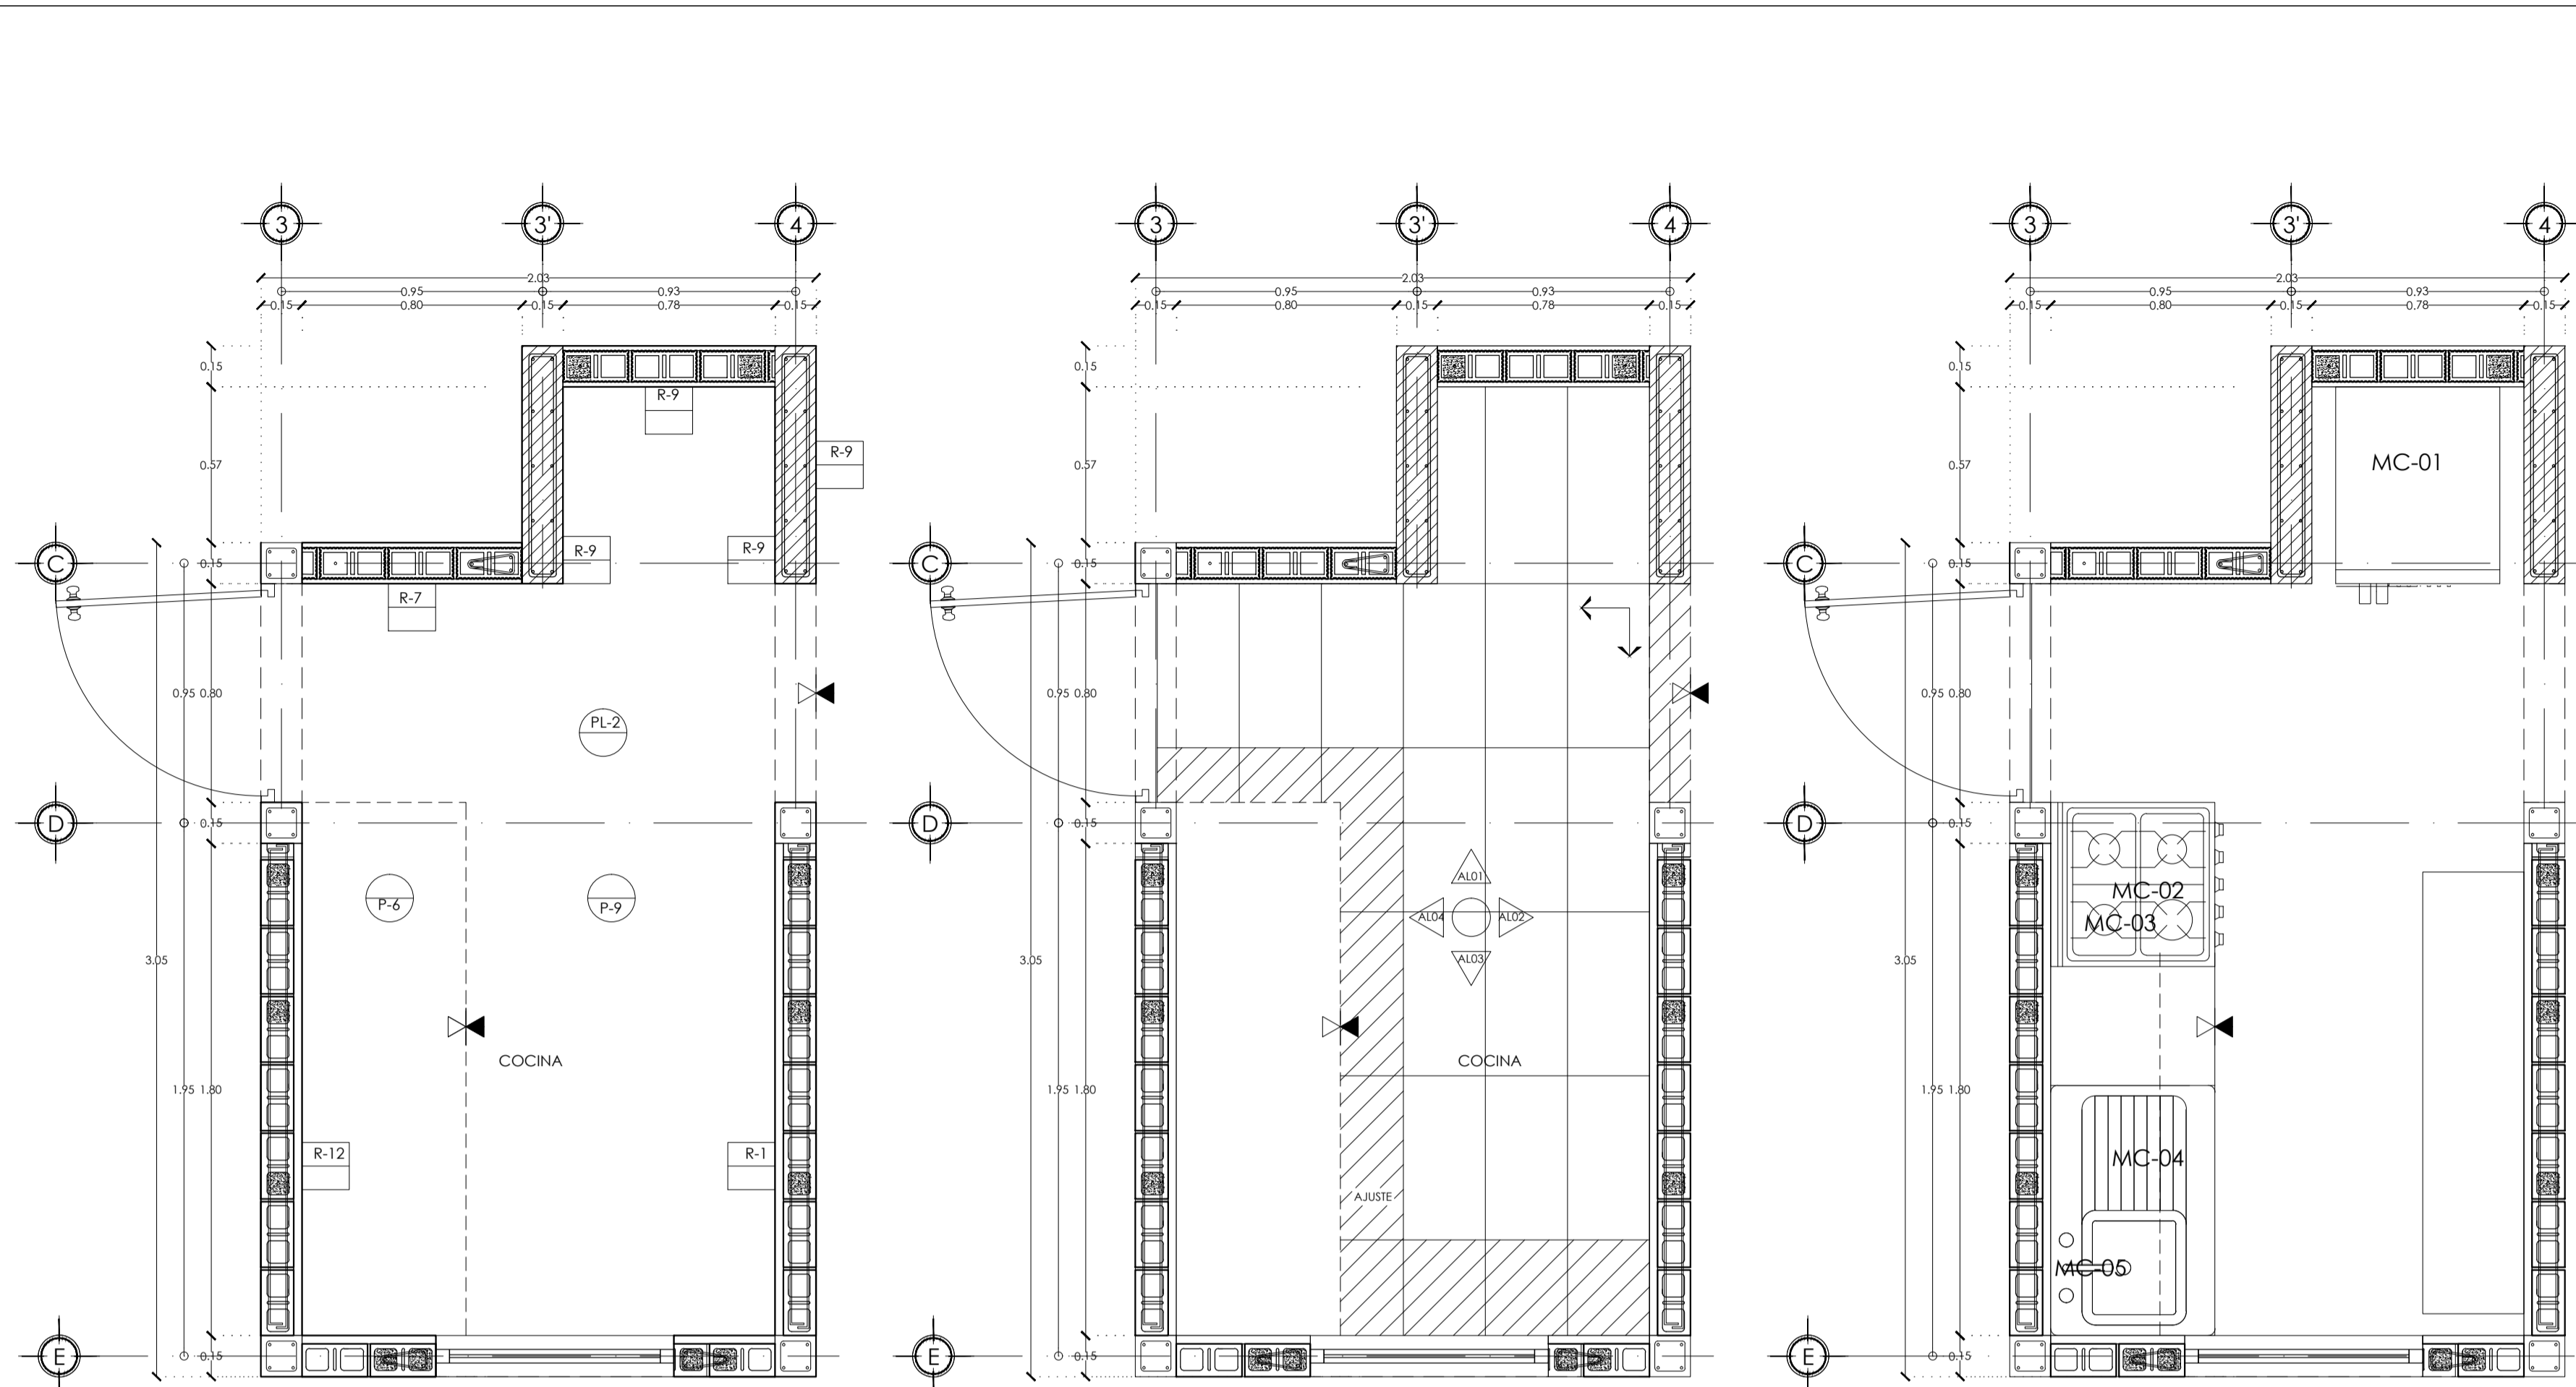 3 3' 4
2.03
0.95 0.93
0.15 0.80 0.15 0.78 0.15
0.15
R-9
R-9
0.57
C
R-9 R-9
0.15
R-7
0.95 0.80
PL-2
D
0.15
P-6 P-9
3.05
COCINA
1.95 1.80
R-12 R-1
E
0.15
3 3' 4
2.03
0.95 0.93
0.15 0.80 0.15 0.78 0.15
0.15
0.57
C
0.15
0.95 0.80
D
0.15
AL01
AL04 AL02
AL03
3.05
COCINA
1.95 1.80
AJUSTE
E
0.15
3 3' 4
2.03
0.95 0.93
0.15 0.80 0.15 0.78 0.15
0.15
MC-01
0.57
C
0.15
0.95 0.80
D
0.15
MC-02
MC-03
3.05
1.95 1.80
MC-04
MC-05
E
0.15